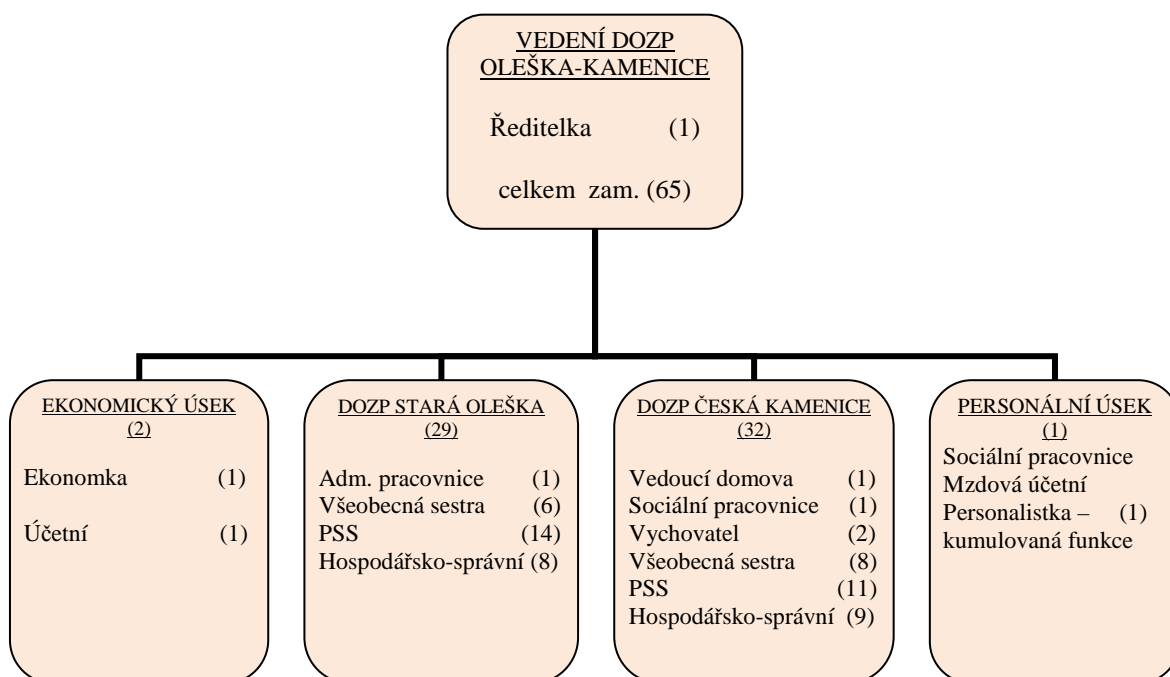 VEDENÍ DOZP
OLEŠKA-KAMENICE
Ředitelka (1)
celkem zam. (65)
EKONOMICKÝ ÚSEK
(2)
Ekonomka (1)
Účetní (1)
DOZP STARÁ OLEŠKA
(29)
Adm. pracovnice (1)
Všeobecná sestra (6)
PSS (14)
Hospodářsko-správní (8)
DOZP ČESKÁ KAMENICE
(32)
Vedoucí domova (1)
Sociální pracovnice (1)
Vychovatel (2)
Všeobecná sestra (8)
PSS (11)
Hospodářsko-správní (9)
PERSONÁLNÍ ÚSEK
(1)
Sociální pracovnice
Mzdová účetní
Personalistka – (1)
kumulovaná funkce